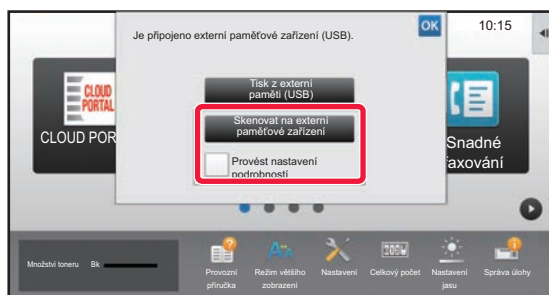 Je připojeno externí paměťové zařízení (USB).
OK
10:15
Tisk z externí
paměti (USB)
Skenovat na externí
paměťové zařízení
Provést nastavení
podrobností
CLOUD
PORTAL
CLOUD POR
Snadné
faxování
Množství toneru Bk
Provozní
příručka
Režim většího
zobrazení
Nastavení
Celkový počet
Nastavení
jasu
Správa úlohy